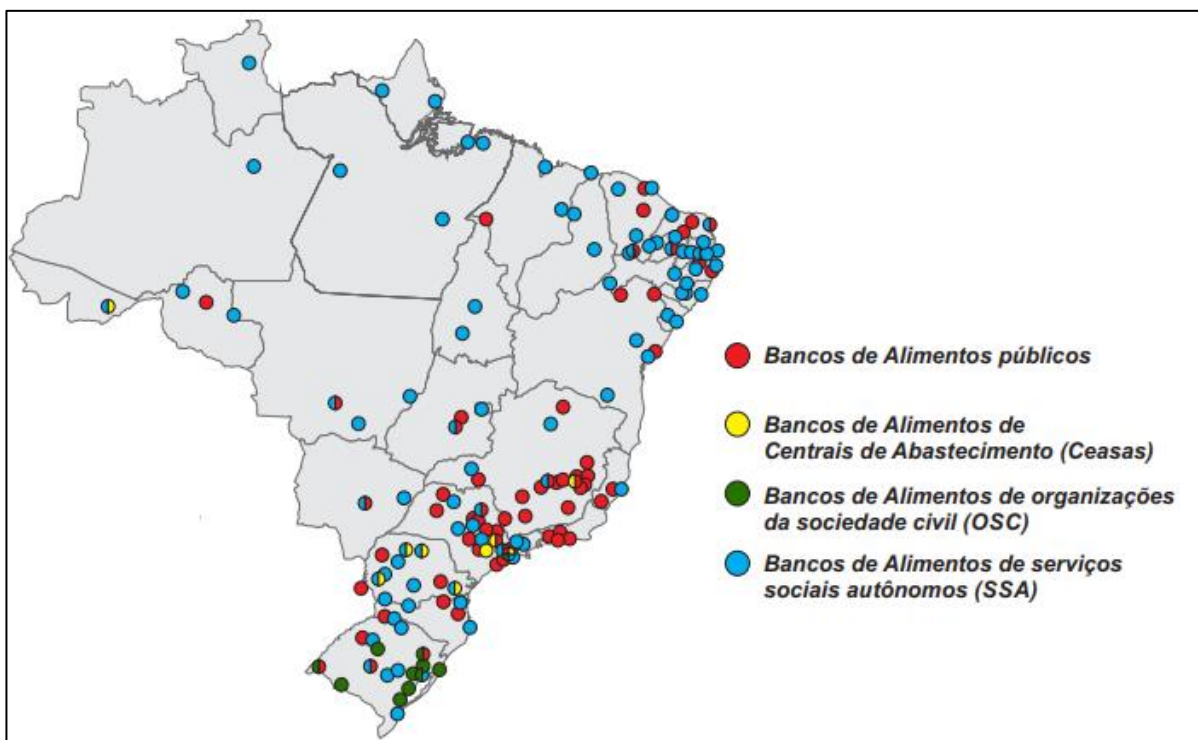 Bancos de Alimentos públicos
Bancos de Alimentos de
Centrais de Abastecimento (Ceasas)
Bancos de Alimentos de organizações
da sociedade civil (OSC)
Bancos de Alimentos de serviços
sociais autônomos (SSA)